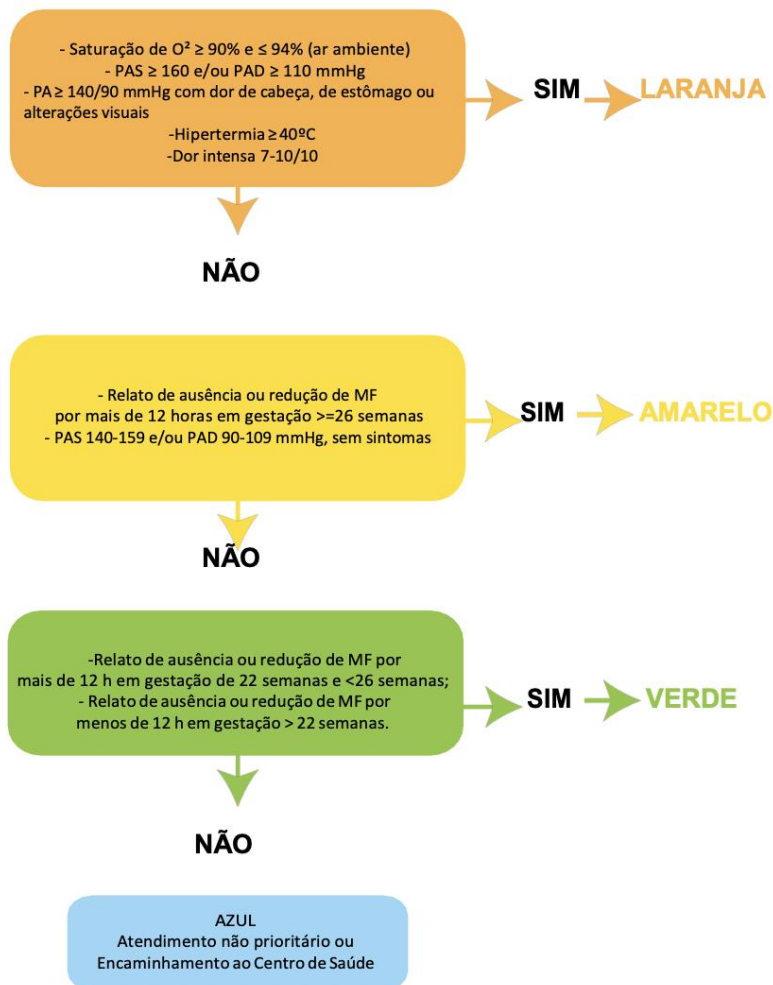 - Saturação de O² ≥ 90% e ≤ 94% (ar ambiente)
- PAS ≥ 160 e/ou PAD ≥ 110 mmHg
- PA ≥ 140/90 mmHg com dor de cabeça, de estômago ou
alterações visuais
-Hipertermia ≥ 40ºC
-Dor intensa 7-10/10
SIM
LARANJA
NÃO
- Relato de ausência ou redução de MF
por mais de 12 horas em gestação >=26 semanas
- PAS 140-159 e/ou PAD 90-109 mmHg, sem sintomas
SIM
AMARELO
NÃO
-Relato de ausência ou redução de MF por
mais de 12 h em gestação de 22 semanas e <26 semanas;
- Relato de ausência ou redução de MF por
menos de 12 h em gestação > 22 semanas.
SIM
VERDE
NÃO
AZUL
Atendimento não prioritário ou
Encaminhamento ao Centro de Saúde